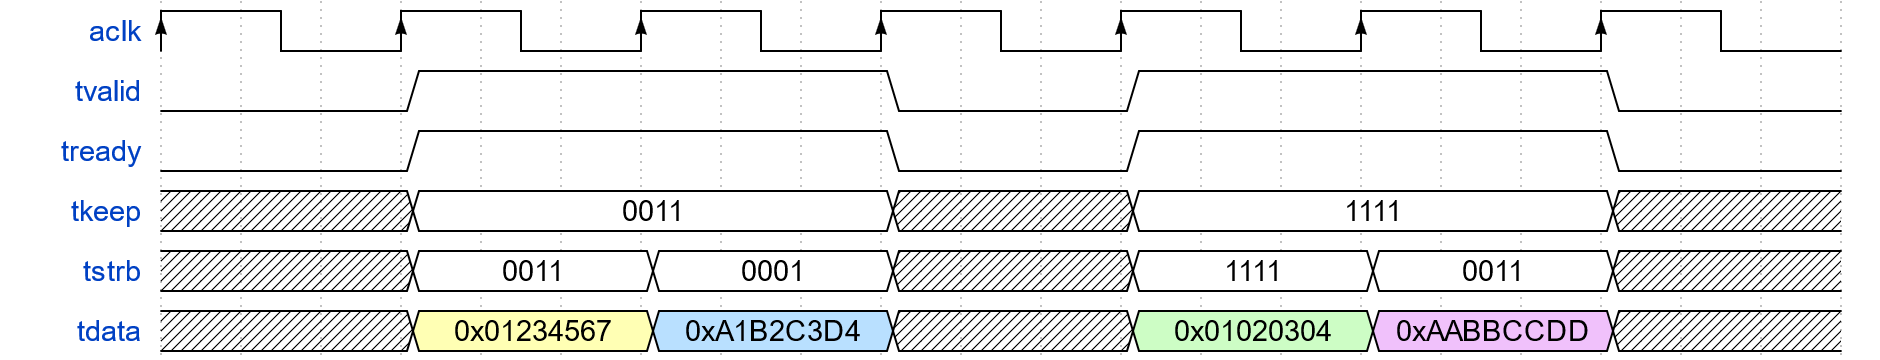 aclk
tvalid
tready
tkeep 0011 1111
tstrb 0011 0001 1111 0011
tdata 0x01234567 0xA1B2C3D4 0x01020304 0xAABBCCDD